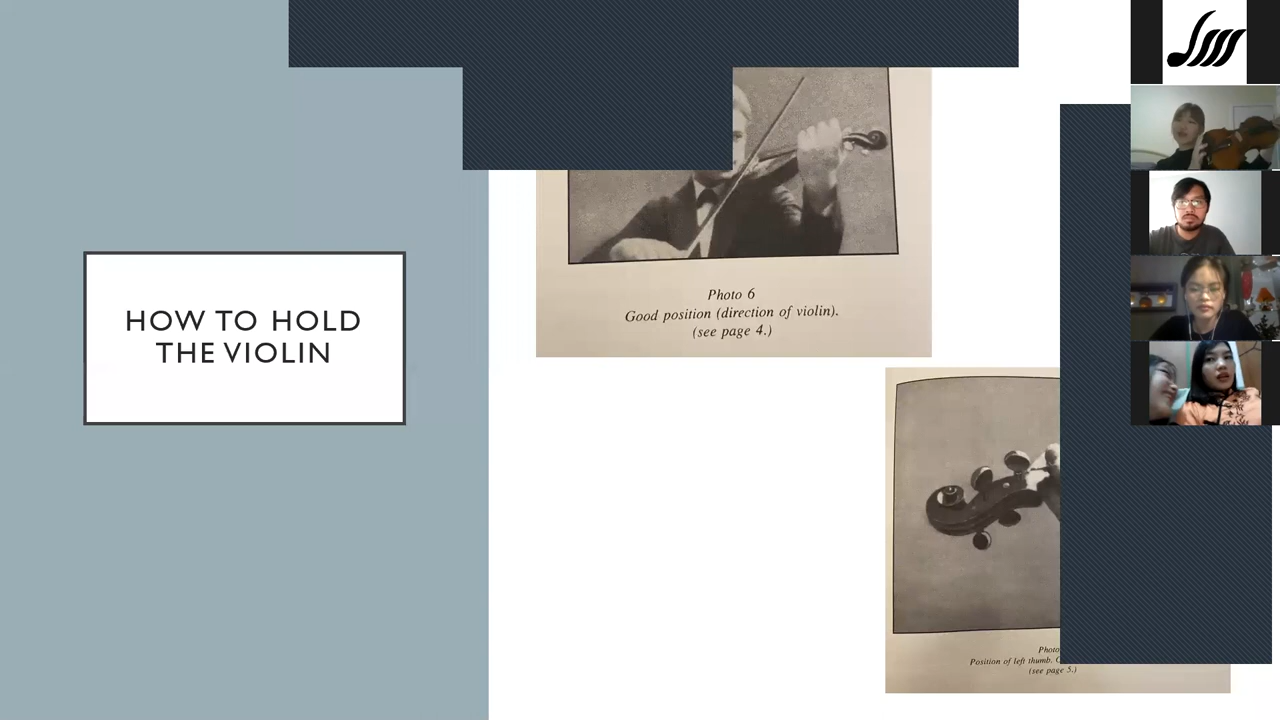 HOW TO HOLD
THE VIOLIN
Photo 6
Good position (direction of violin).
(see page 4.)
Photo
Position of left thumb.
(see page 5.)